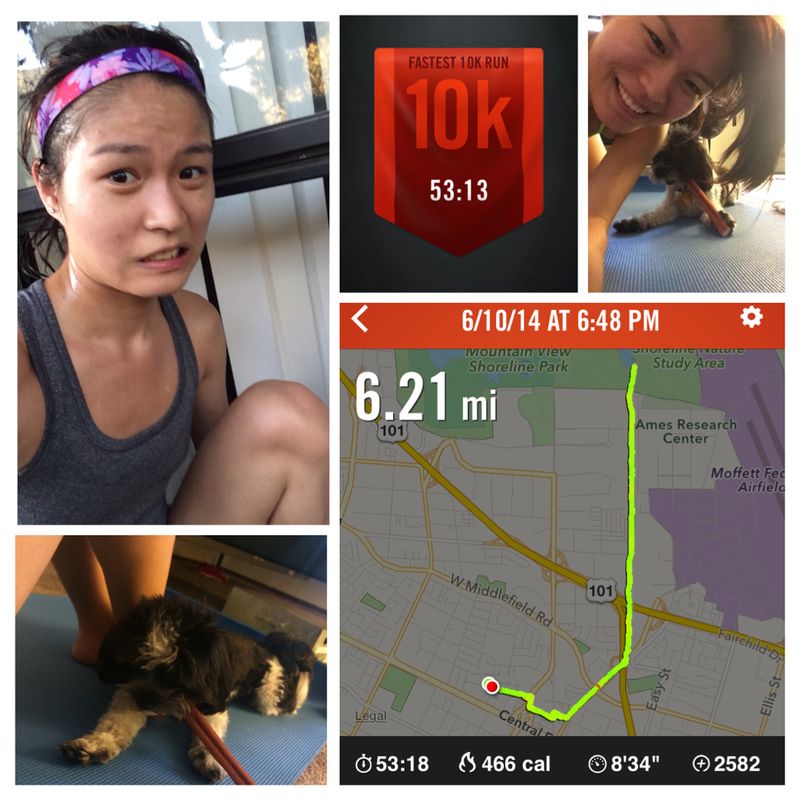 FASTEST 10K RUN
10k
53:13
6/10/14 AT 6:48 PM
Mountain View
Shoreline Park
Shoreline Nature
Study Area
6.21 mi
101
Ames Research
Center
Moffett Fed
Airfield
101
W Middlefield Rd
Fairchild Dr
Easy St
Ellis St
Central E
Legal
53:18
466 cal
8'34"
2582